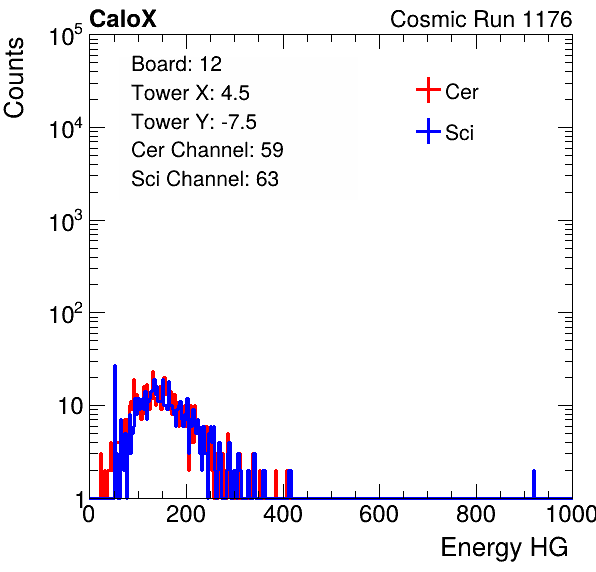 CaloX Cosmic Run 1176
Counts
10^5
10^4
10^3
10^2
10
1
Board: 12
Tower X: 4.5
Tower Y: -7.5
Cer Channel: 59
Sci Channel: 63
Cer
Sci
0 200 400 600 800 1000
Energy HG